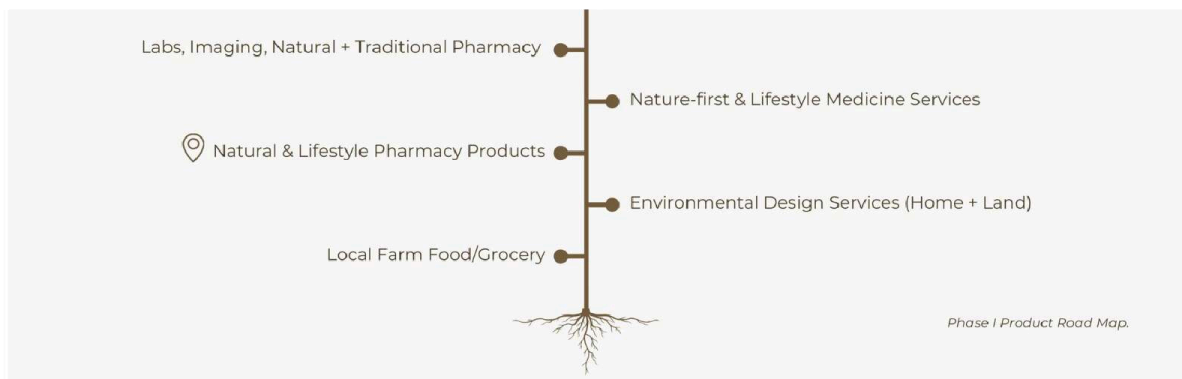 Labs, Imaging, Natural + Traditional Pharmacy
Nature-first & Lifestyle Medicine Services
Natural & Lifestyle Pharmacy Products
Environmental Design Services (Home + Land)
Local Farm Food/Grocery
Phase I Product Road Map.